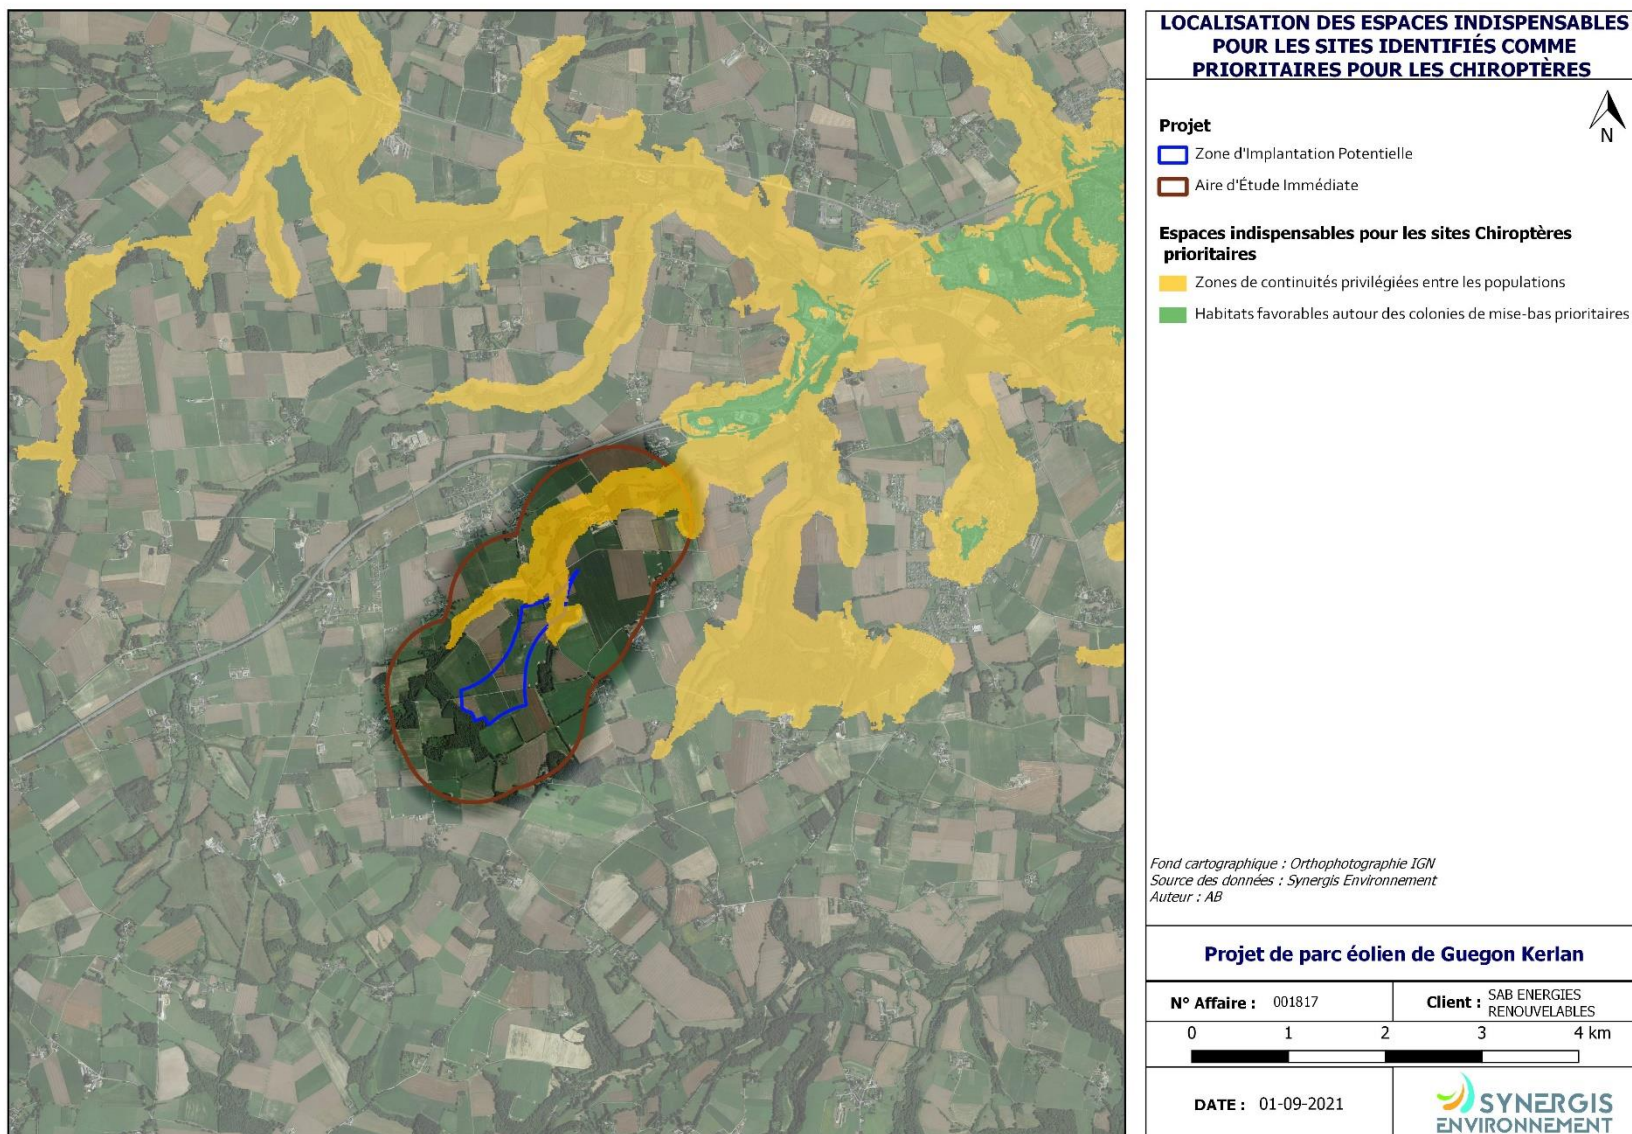 LOCALISATION DES ESPACES INDISPENSABLES
POUR LES SITES IDENTIFIÉS COMME
PRIORITAIRES POUR LES CHIROPTÈRES
N
Projet
Zone d'Implantation Potentielle
Aire d'Étude Immédiate
Espaces indispensables pour les sites Chiroptères
prioritaires
Zones de continuités privilégiées entre les populations
Habitats favorables autour des colonies de mise-bas prioritaires
Fond cartographique : Orthophotographie IGN
Source des données : Synergis Environnement
Auteur : AB
Projet de parc éolien de Guegon Kerlan
N° Affaire : 001817
Client : SAB ENERGIES
RENOUVELABLES
0 1 2 3 4 km
DATE : 01-09-2021
SYNERGIS
ENVIRONNEMENT